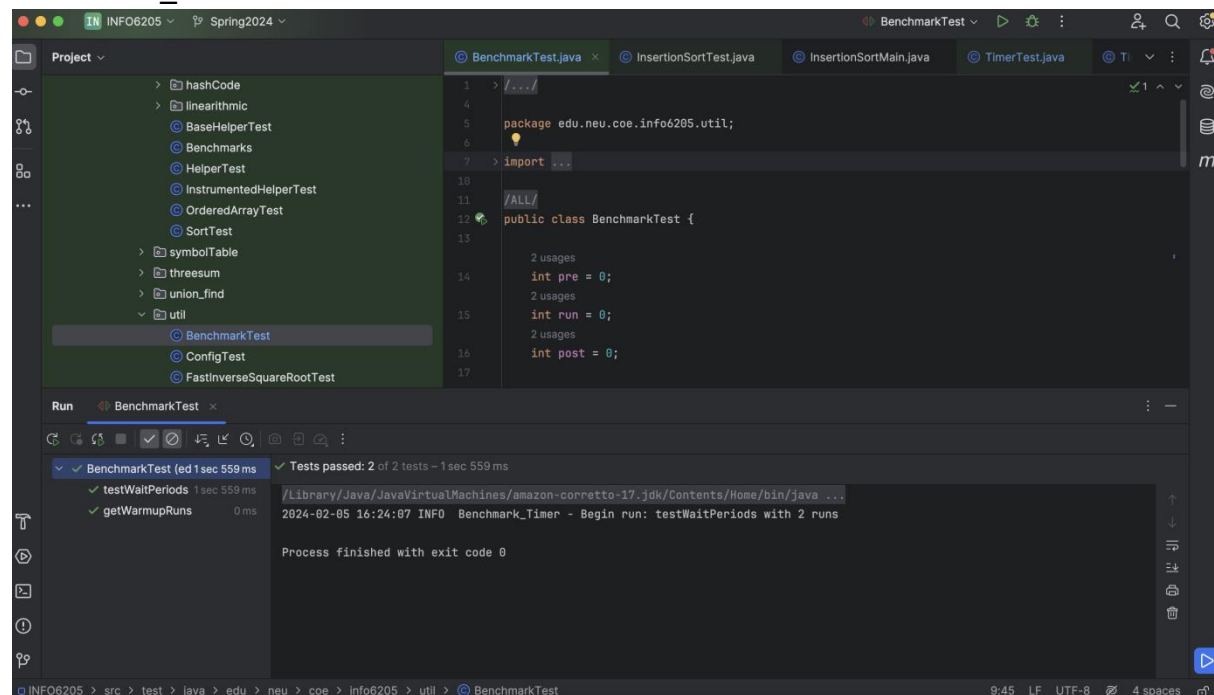 IN INFO6205 Spring2024 BenchmarkTest
Project
BenchmarkTest.java InsertionSortTest.java InsertionSortMain.java TimerTest.java
hashCode
linearithmic
BaseHelperTest
Benchmarks
HelperTest
InstrumentedHelperTest
OrderedArrayTest
SortTest
symbolTable
threesum
union_find
util
BenchmarkTest
ConfigTest
FastInverseSquareRootTest
1 /.../
4
5 package edu.neu.coe.info6205.util;
6
7 import ...
10
11 /ALL/
12 public class BenchmarkTest {
13
2 usages
14 int pre = 0;
2 usages
15 int run = 0;
2 usages
16 int post = 0;
17
1
Run BenchmarkTest
BenchmarkTest (ed 1 sec 559 ms
testWaitPeriods 1 sec 559 ms
getWarmupRuns 0 ms
Tests passed: 2 of 2 tests – 1 sec 559 ms
/Library/Java/JavaVirtualMachines/amazon-corretto-17.jdk/Contents/Home/bin/java ...
2024-02-05 16:24:07 INFO Benchmark_Timer - Begin run: testWaitPeriods with 2 runs
Process finished with exit code 0
INFO6205 > src > test > java > edu > neu > coe > info6205 > util > BenchmarkTest
9:45 LF UTF-8 4 spaces